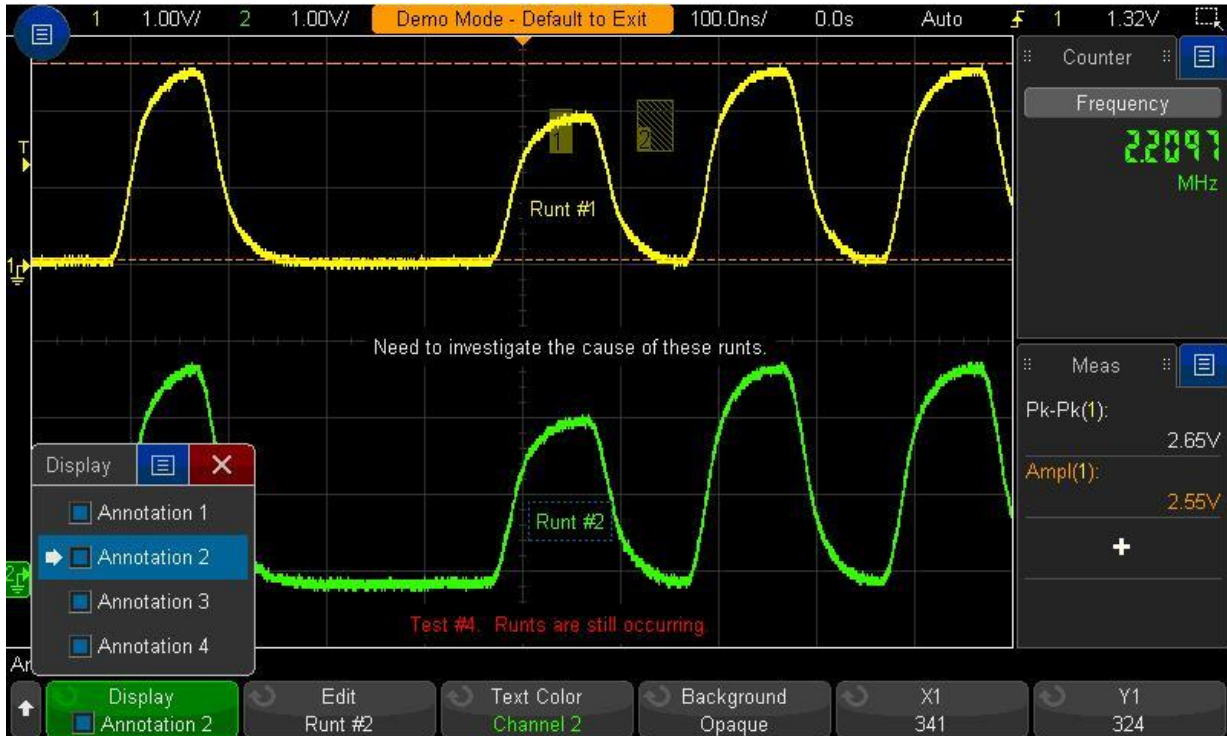 1 1.00V/ 2 1.00V/ Demo Mode - Default to Exit 100.0ns/ 0.0s Auto 1 1.32V
Counter
Frequency
2.2097
MHz
T
1
2
Runt #1
1
Need to investigate the cause of these runts.
Meas
Pk-Pk(1):
2.65V
Ampl(1):
2.55V
+
Display
Annotation 1
Annotation 2
Annotation 3
Annotation 4
Runt #2
2
Test #4. Runts are still occurring.
Display
Annotation 2
Edit
Runt #2
Text Color
Channel 2
Background
Opaque
X1
341
Y1
324